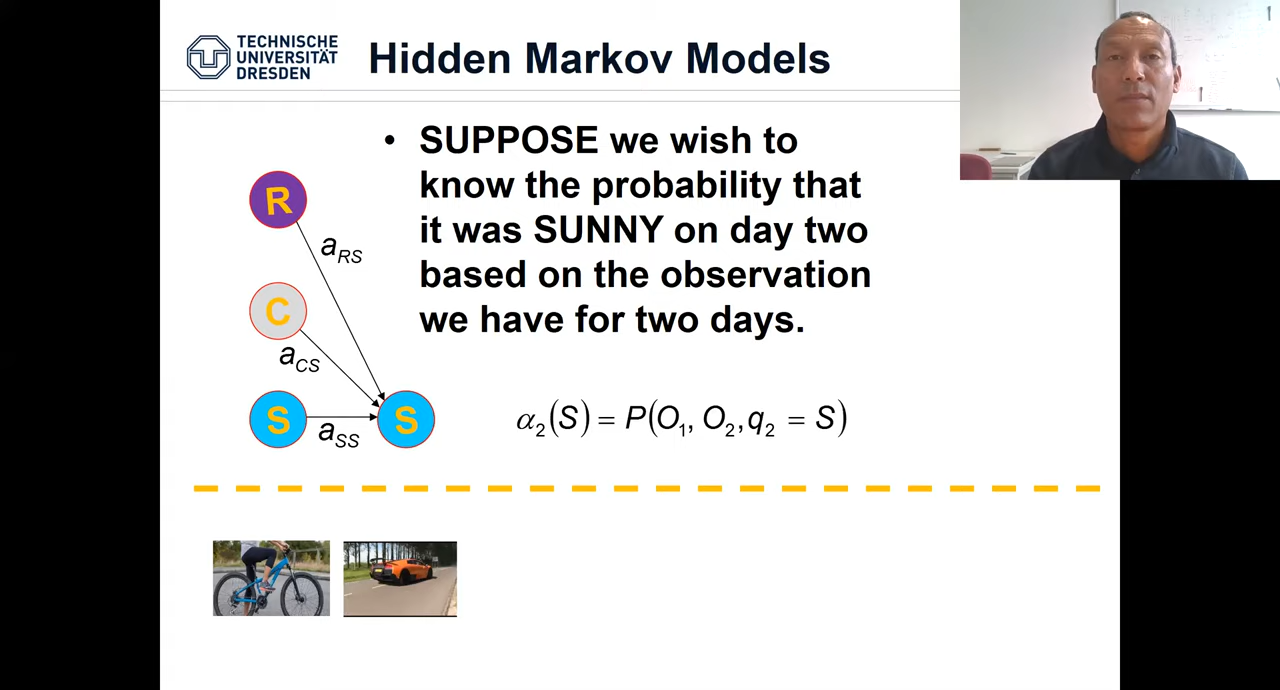 TECHNISCHE
UNIVERSITÄT
DRESDEN
Hidden Markov Models
• SUPPOSE we wish to
know the probability that
it was SUNNY on day two
based on the observation
we have for two days.
R
a_RS
C
a_CS
S
a_SS
S
α₂(S) = P(O₁, O₂, q₂ = S)